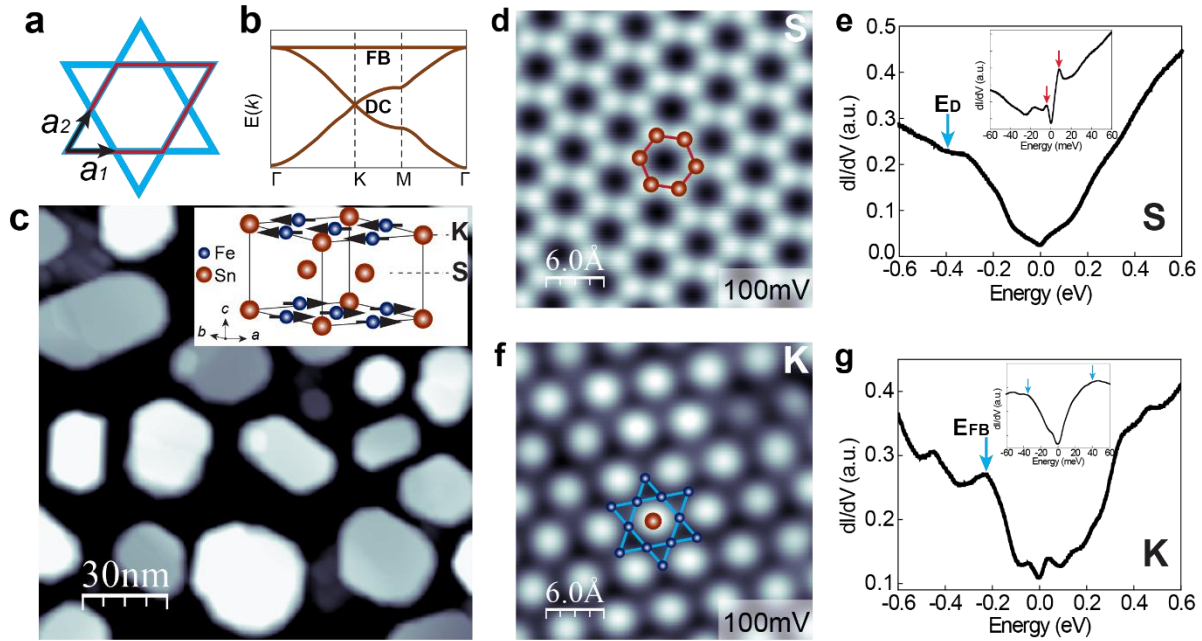 a
a2
a1
b
E(k)
FB
DC
Γ K M Γ
c
Fe
Sn
K
S
c
b a
30nm
d
S
6.0Å
100mV
e
dI/dV (a.u.)
0.5
0.4
0.3
0.2
0.1
0.0
-0.6 -0.4 -0.2 0.0 0.2 0.4 0.6
Energy (eV)
ED
S
dI/dV (a.u.)
-60 -40 -20 0 20 40 60
Energy (meV)
f
K
6.0Å
100mV
g
dI/dV (a.u.)
0.4
0.3
0.2
0.1
-0.6 -0.4 -0.2 0.0 0.2 0.4 0.6
Energy (eV)
EFB
K
dI/dV (a.u.)
-60 -40 -20 0 20 40 60
Energy (meV)